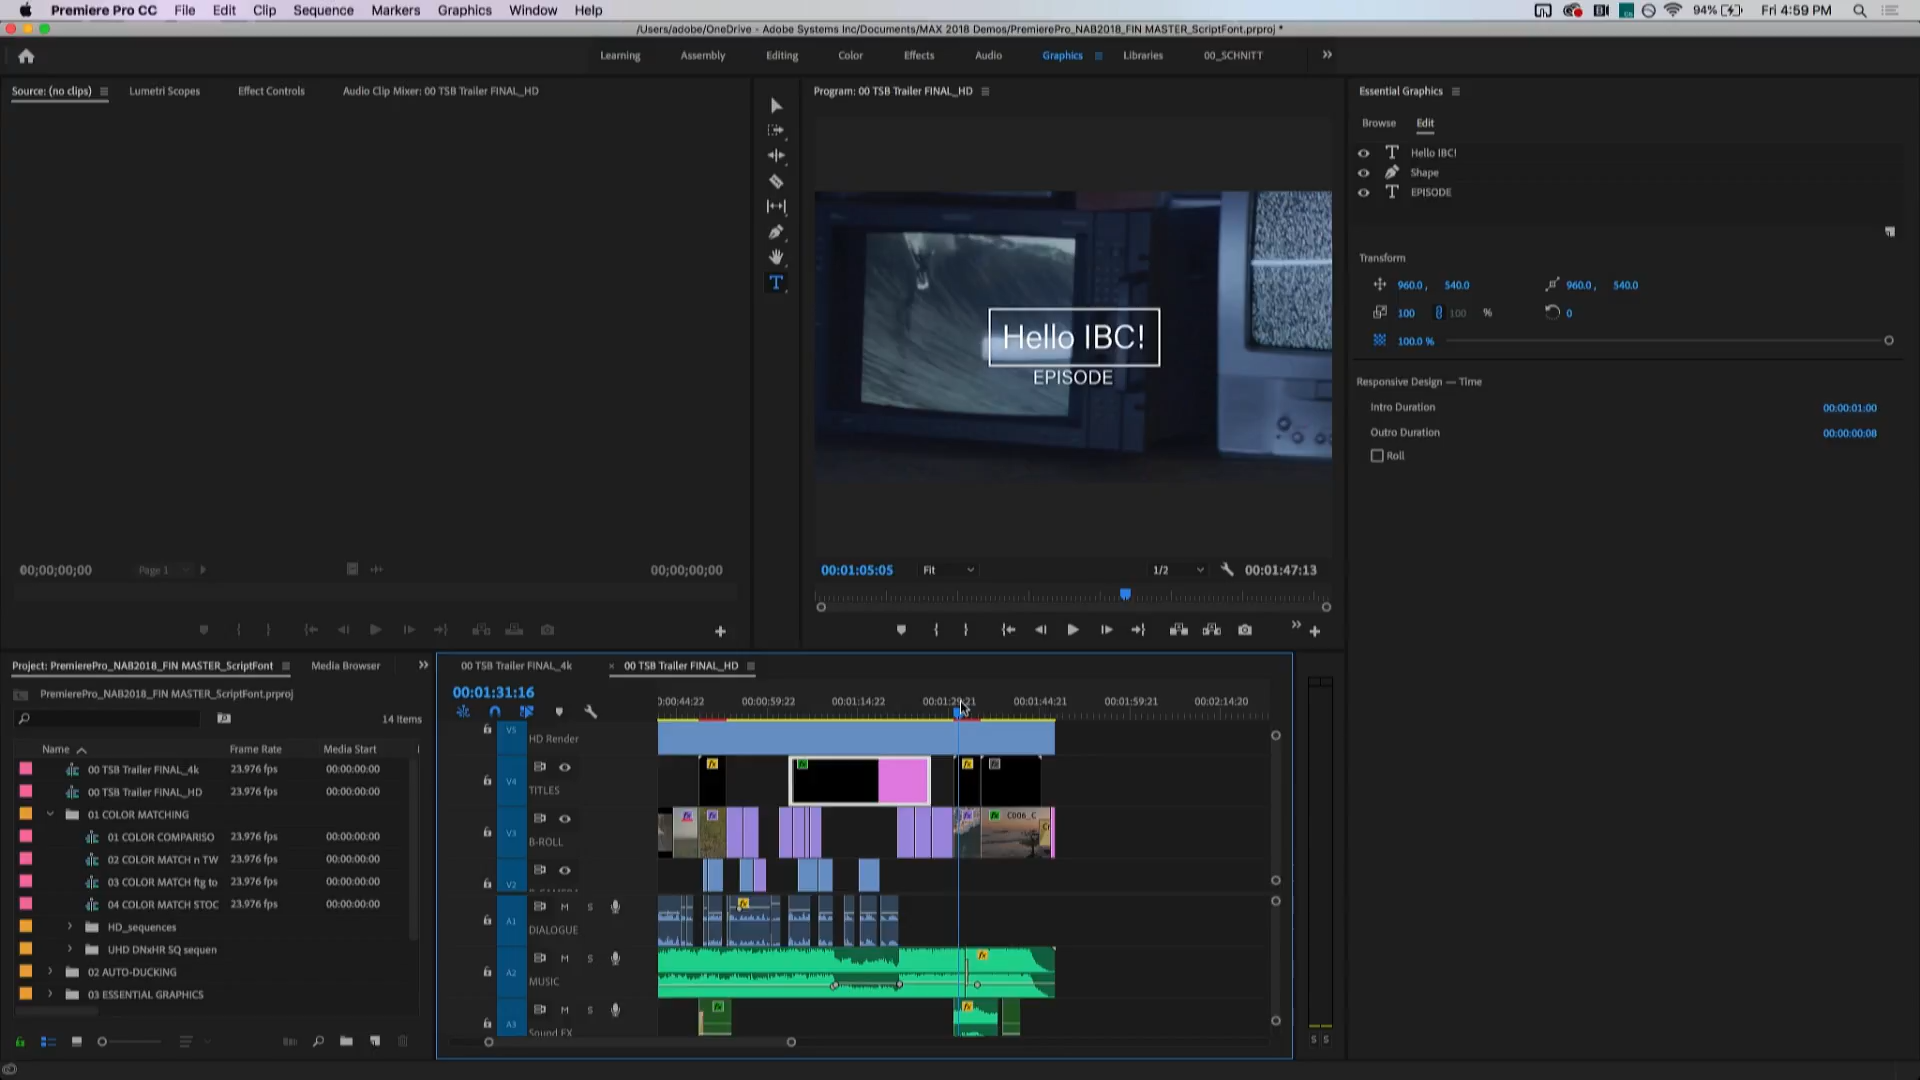 Premiere Pro CC File Edit Clip Sequence Markers Graphics Window Help 94% Fri 4:59 PM
/Users/adobe/OneDrive - Adobe Systems Inc/Documents/MAX 2018 Demos/PremierePro_NAB2018_FIN MASTER_ScriptFont.prproj *
Learning Assembly Editing Color Effects Audio Graphics Libraries 00_SCHNITT
Source: (no clips) Lumetri Scopes Effect Controls Audio Clip Mixer: 00 TSB Trailer FINAL_HD
Program: 00 TSB Trailer FINAL_HD
Essential Graphics
Browse Edit
Hello IBC!
Shape
EPISODE
Transform
960.0 , 540.0 960.0 , 540.0
100 100 % 0
100.0 %
Responsive Design — Time
Intro Duration 00:00:01:00
Outro Duration 00:00:00:08
Roll
Hello IBC!
EPISODE
00;00;00;00 Page 1 00;00;00;00
00:01:05:05 Fit 1/2 00:01:47:13
Project: PremierePro_NAB2018_FIN MASTER_ScriptFont Media Browser
PremierePro_NAB2018_FIN MASTER_ScriptFont.prproj
14 Items
Name Frame Rate Media Start
00 TSB Trailer FINAL_4k 23.976 fps 00:00:00:00
00 TSB Trailer FINAL_HD 23.976 fps 00:00:00:00
01 COLOR MATCHING
01 COLOR COMPARISO 23.976 fps 00:00:00:00
02 COLOR MATCH n TW 23.976 fps 00:00:00:00
03 COLOR MATCH ftg to 23.976 fps 00:00:00:00
04 COLOR MATCH STOC 23.976 fps 00:00:00:00
HD_sequences
UHD DNxHR SQ sequen
02 AUTO-DUCKING
03 ESSENTIAL GRAPHICS
00 TSB Trailer FINAL_4k × 00 TSB Trailer FINAL_HD
00:01:31:16
:00:44:22 00:00:59:22 00:01:14:22 00:01:29:21 00:01:44:21 00:01:59:21 00:02:14:20
V5 HD Render
V4 TITLES
V3 B-ROLL
C006_C
V2
A1 M S
DIALOGUE
A2 M S
MUSIC
A3 M S
Sound FX
S S